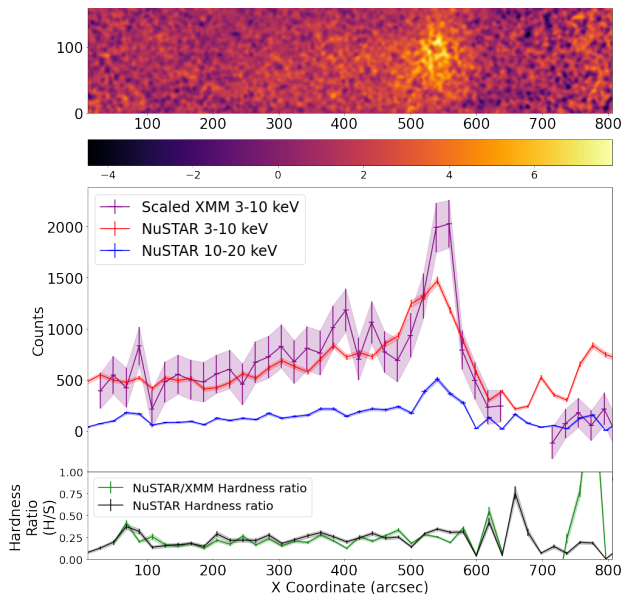 100
0
100 200 300 400 500 600 700 800
−4 −2 0 2 4 6
Scaled XMM 3-10 keV
NuSTAR 3-10 keV
NuSTAR 10-20 keV
2000
1500
1000
500
0
Counts
1.00
0.75
0.50
0.25
0.00
Hardness
Ratio
(H/S)
NuSTAR/XMM Hardness ratio
NuSTAR Hardness ratio
100 200 300 400 500 600 700 800
X Coordinate (arcsec)